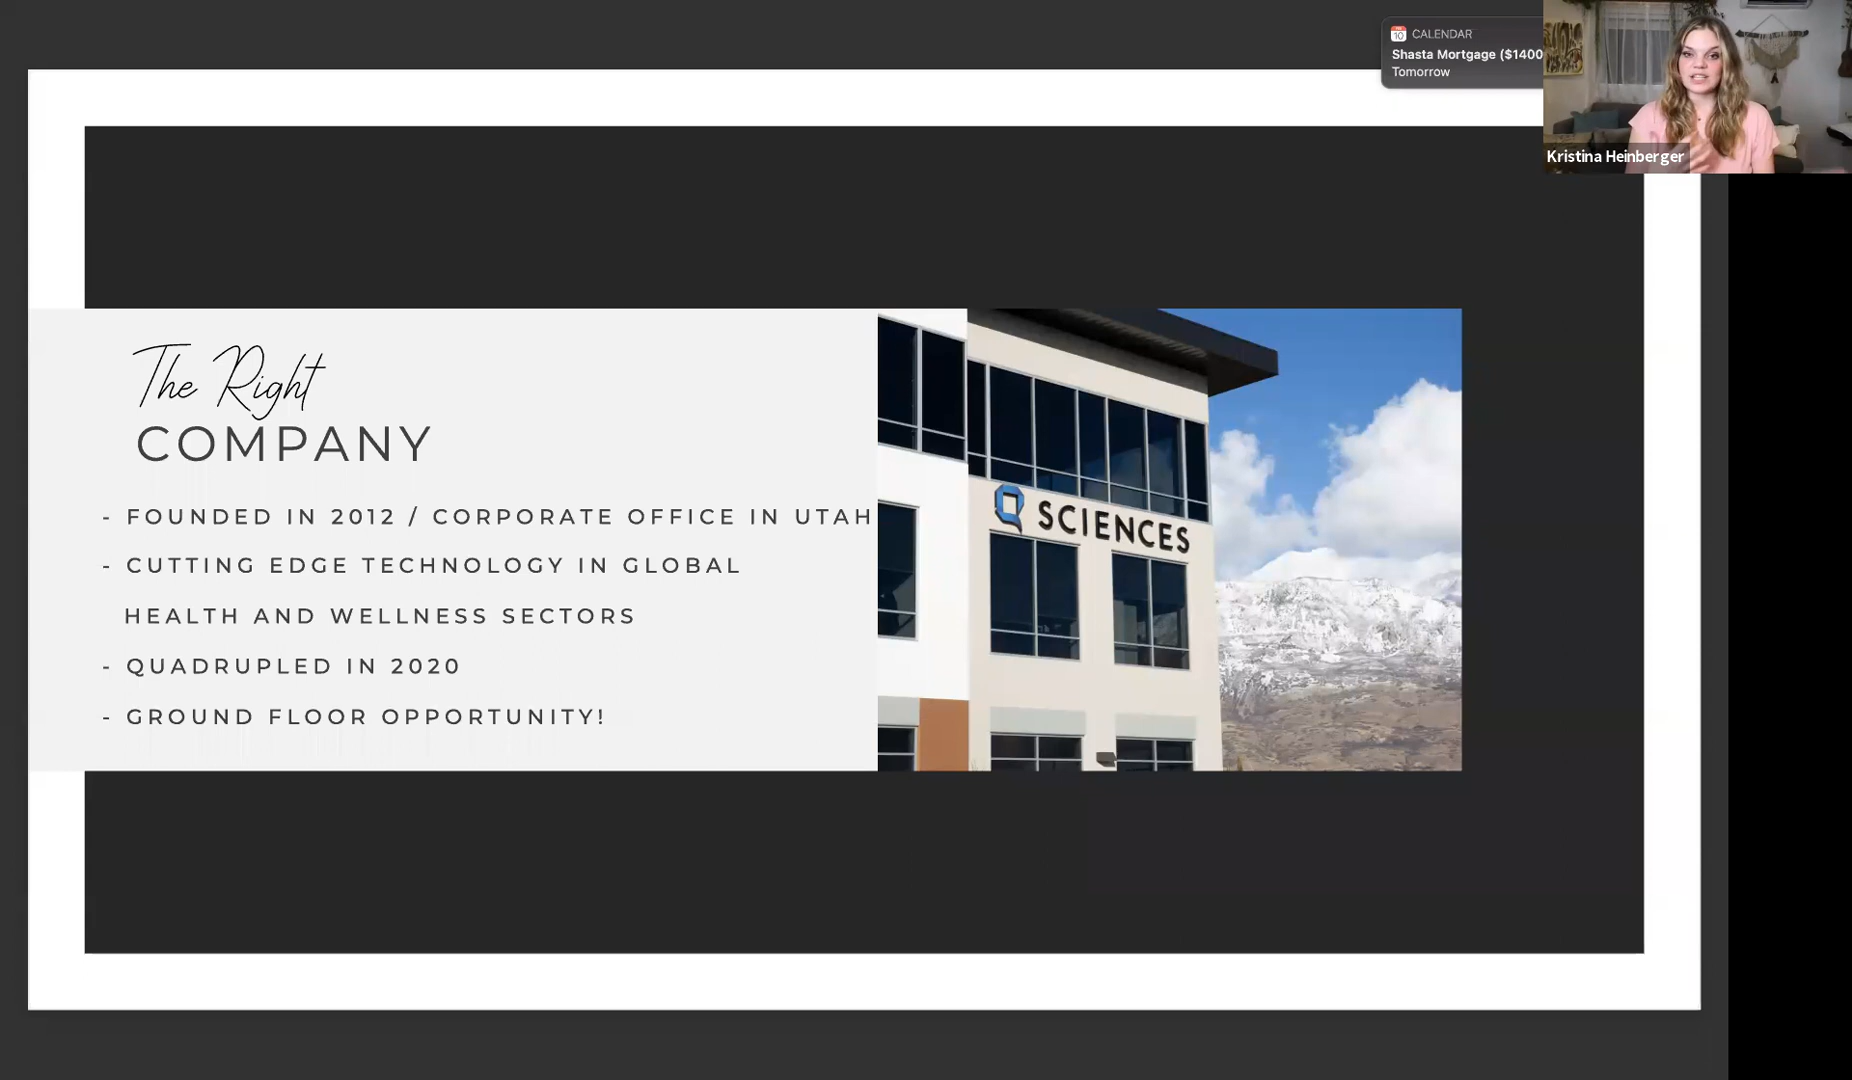 CALENDAR
Shasta Mortgage ($1400
Tomorrow
Kristina Heinberger
The Right
COMPANY
- FOUNDED IN 2012 / CORPORATE OFFICE IN UTAH
- CUTTING EDGE TECHNOLOGY IN GLOBAL
HEALTH AND WELLNESS SECTORS
- QUADRUPLED IN 2020
- GROUND FLOOR OPPORTUNITY!
Q SCIENCES